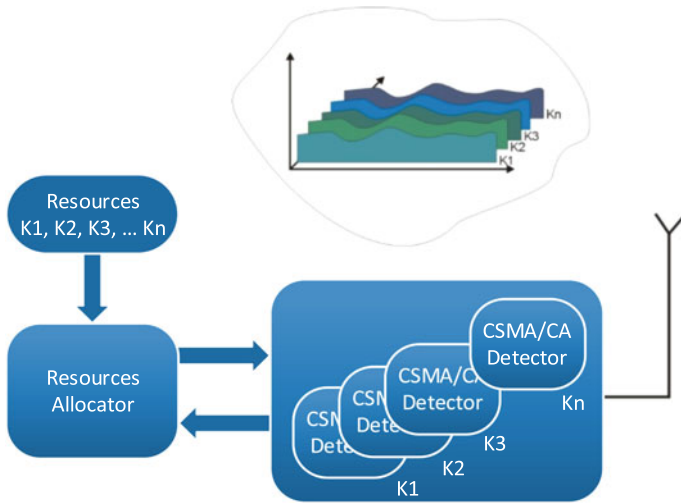 Kn
K3
K2
K1
Resources
K1, K2, K3, ... Kn
Resources
Allocator
CSMA/CA
Detector
Kn
CSMA/CA
Detector
K3
K2
K1